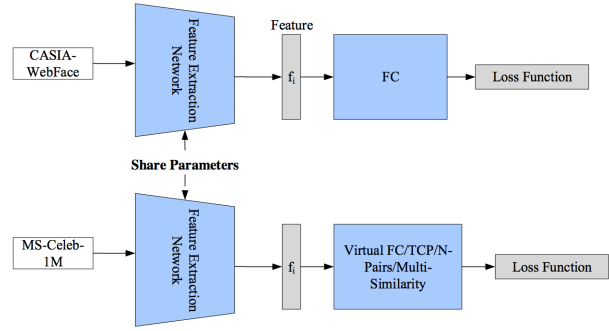 CASIA-
WebFace
Feature Extraction
Network
Feature
fi
FC
Loss Function
Share Parameters
MS-Celeb-
1M
Feature Extraction
Network
fi
Virtual FC/TCP/N-
Pairs/Multi-
Similarity
Loss Function